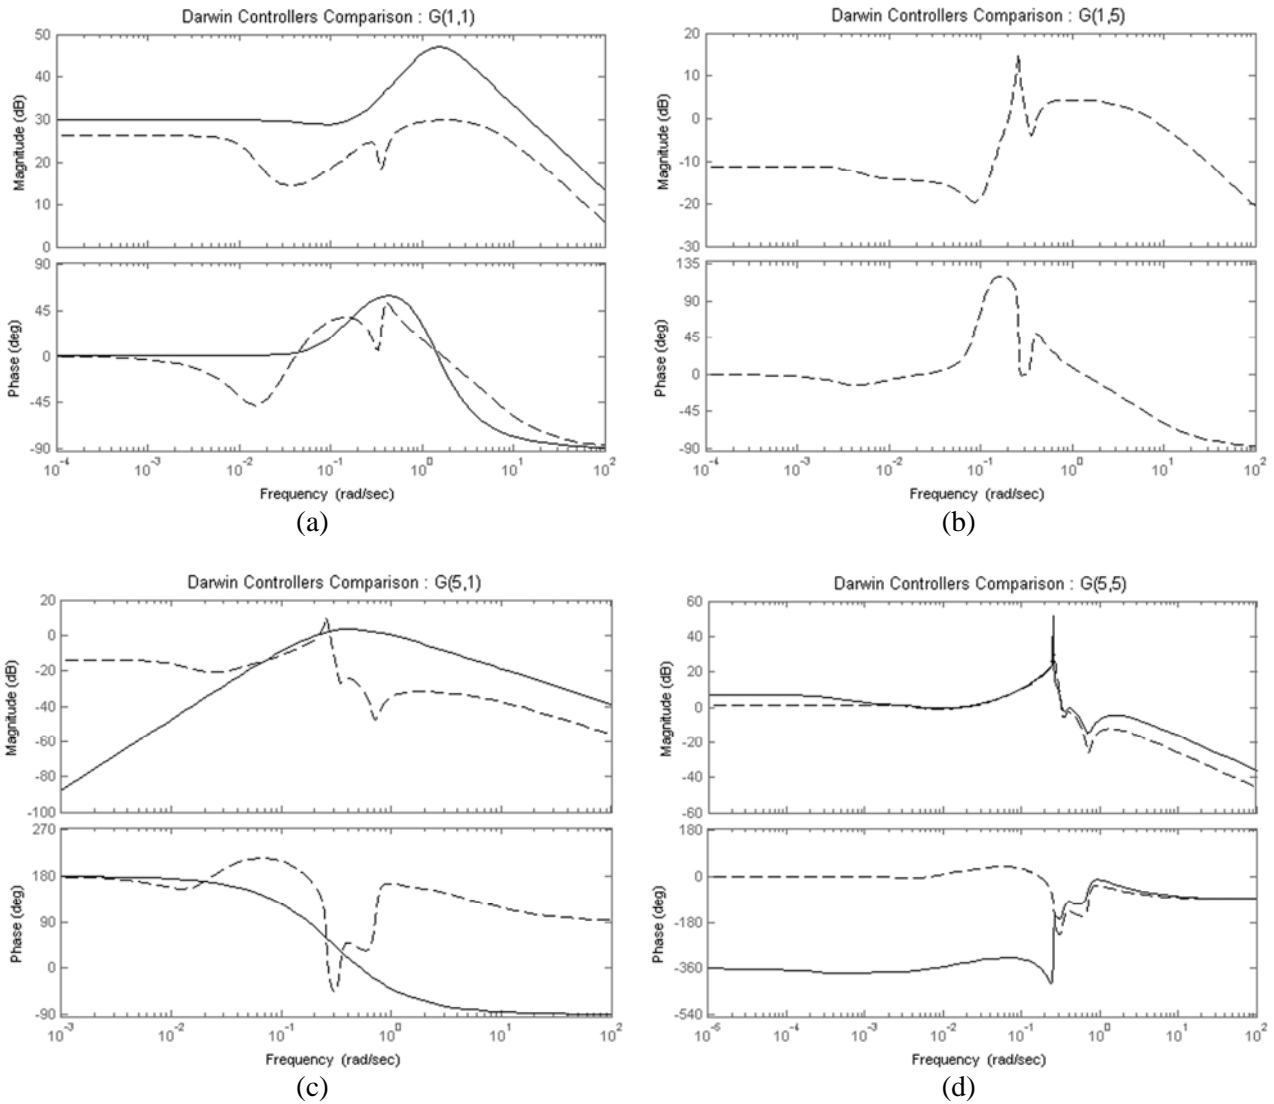 Darwin Controllers Comparison : G(1,1)
50
40
30
20
10
0
Magnitude (dB)
90
45
0
-45
-90
Phase (deg)
10^-4 10^-3 10^-2 10^-1 10^0 10^1 10^2
Frequency (rad/sec)
(a)
Darwin Controllers Comparison : G(1,5)
20
10
0
-10
-20
-30
Magnitude (dB)
135
90
45
0
-45
-90
Phase (deg)
10^-4 10^-3 10^-2 10^-1 10^0 10^1 10^2
Frequency (rad/sec)
(b)
Darwin Controllers Comparison : G(5,1)
20
0
-20
-40
-60
-80
-100
Magnitude (dB)
270
180
90
0
-90
Phase (deg)
10^-3 10^-2 10^-1 10^0 10^1 10^2
Frequency (rad/sec)
(c)
Darwin Controllers Comparison : G(5,5)
60
40
20
0
-20
-40
-60
Magnitude (dB)
180
0
-180
-360
-540
Phase (deg)
10^-5 10^-4 10^-3 10^-2 10^-1 10^0 10^1 10^2
Frequency (rad/sec)
(d)